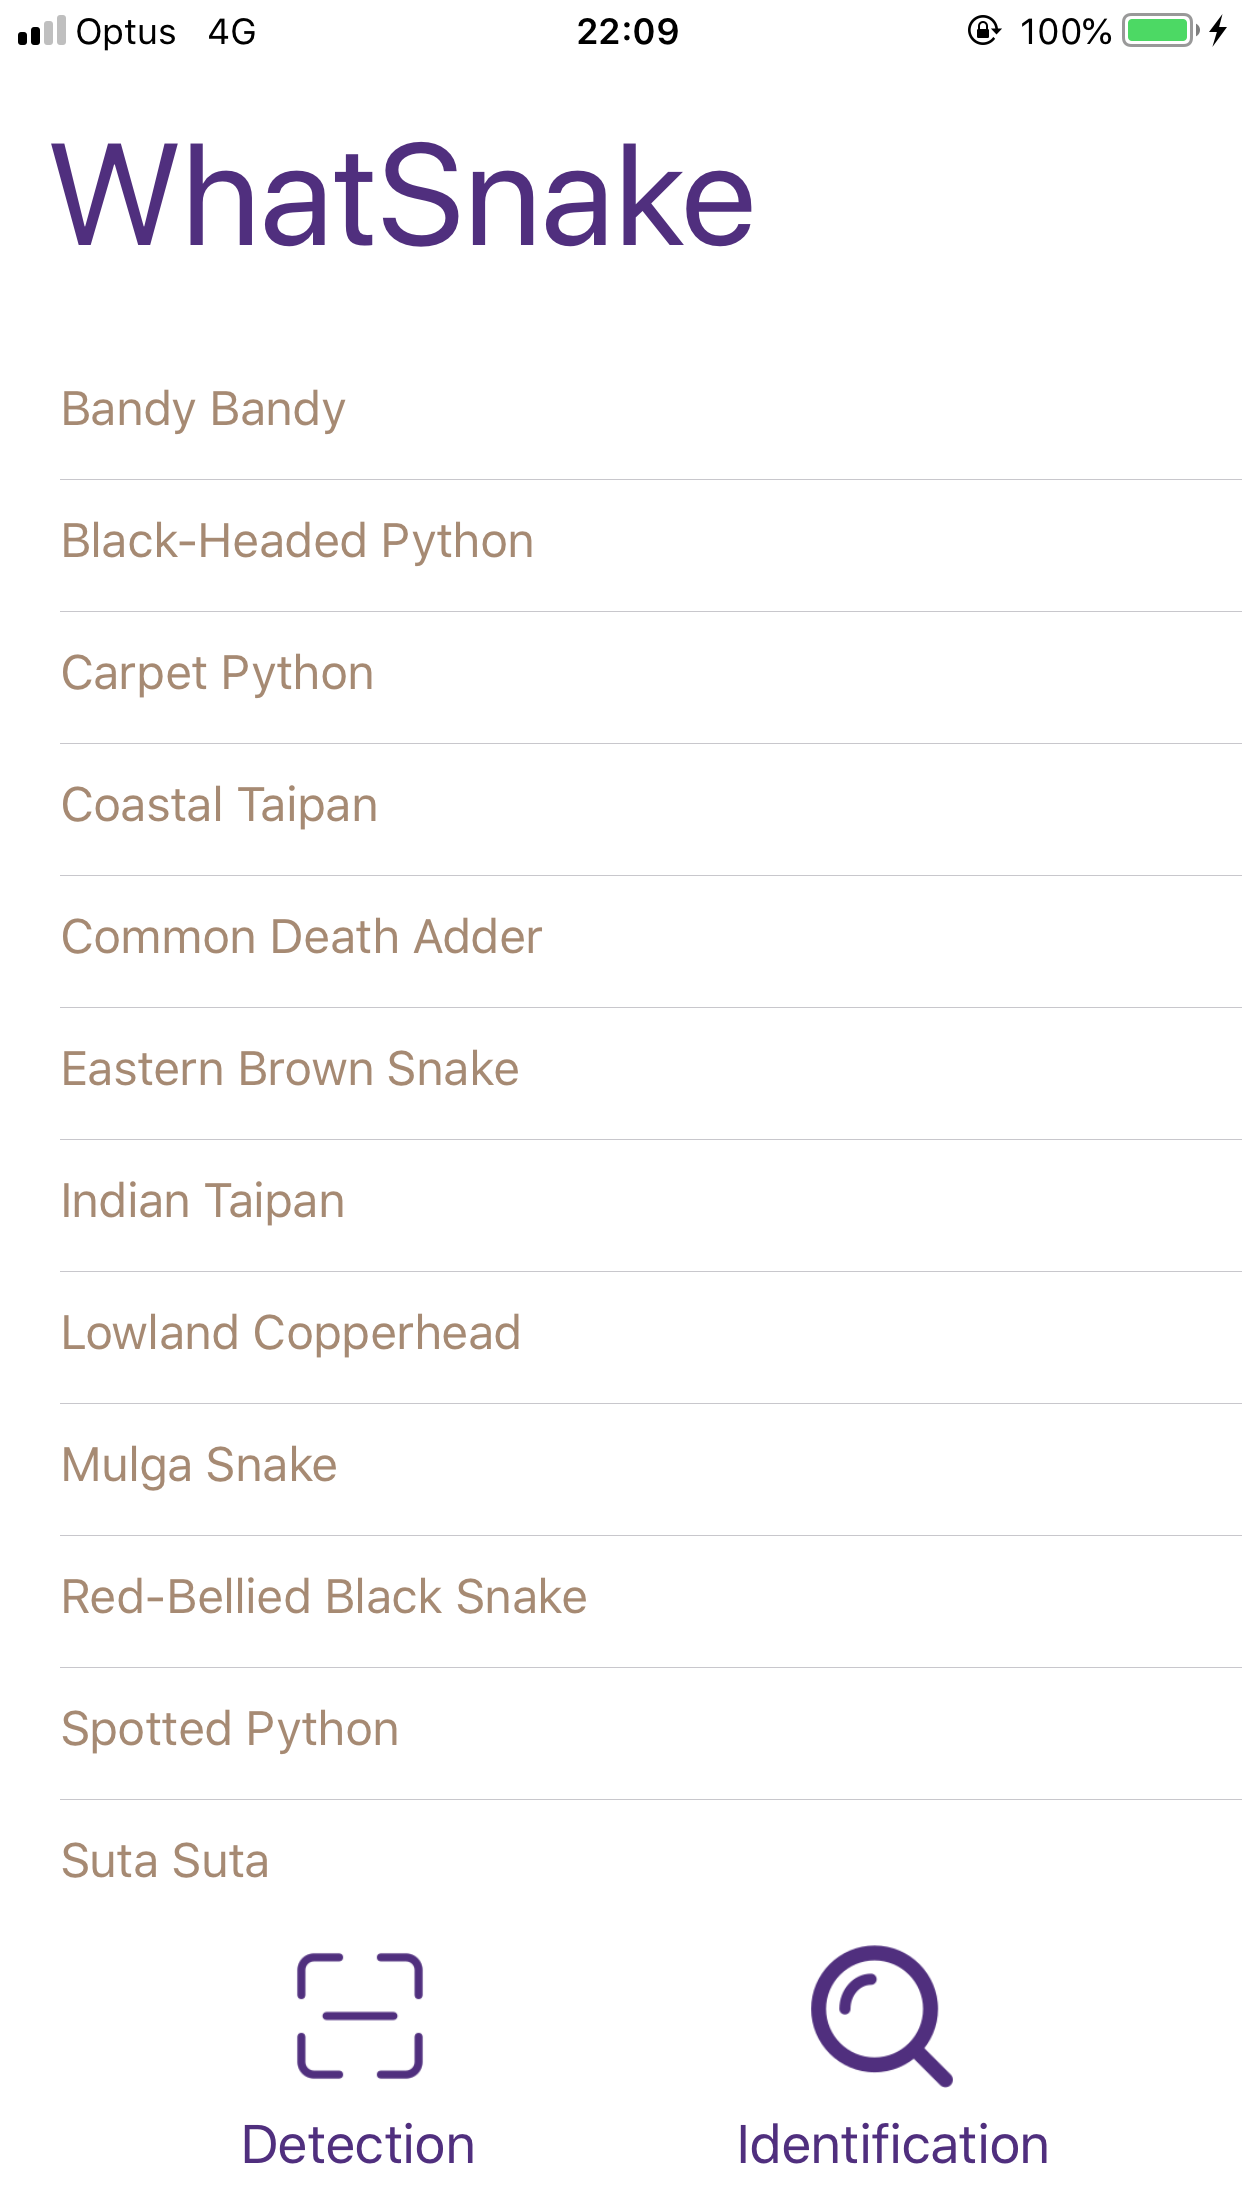 Optus 4G 22:09 100%
WhatSnake
Bandy Bandy
Black-Headed Python
Carpet Python
Coastal Taipan
Common Death Adder
Eastern Brown Snake
Indian Taipan
Lowland Copperhead
Mulga Snake
Red-Bellied Black Snake
Spotted Python
Suta Suta
Detection Identification